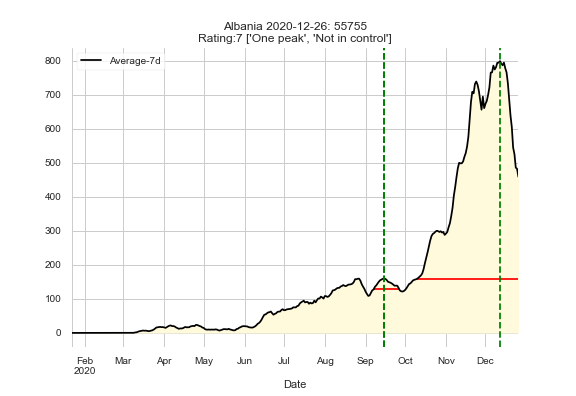 Albania 2020-12-26: 55755
Rating:7 ['One peak', 'Not in control']
Average-7d
800
700
600
500
400
300
200
100
0
Feb Mar Apr May Jun Jul Aug Sep Oct Nov Dec
2020
Date